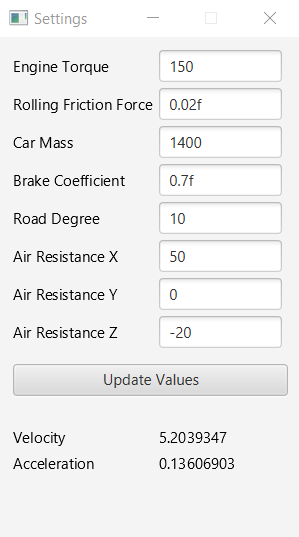 Settings
Engine Torque 150
Rolling Friction Force 0.02f
Car Mass 1400
Brake Coefficient 0.7f
Road Degree 10
Air Resistance X 50
Air Resistance Y 0
Air Resistance Z -20
Update Values
Velocity 5.2039347
Acceleration 0.13606903